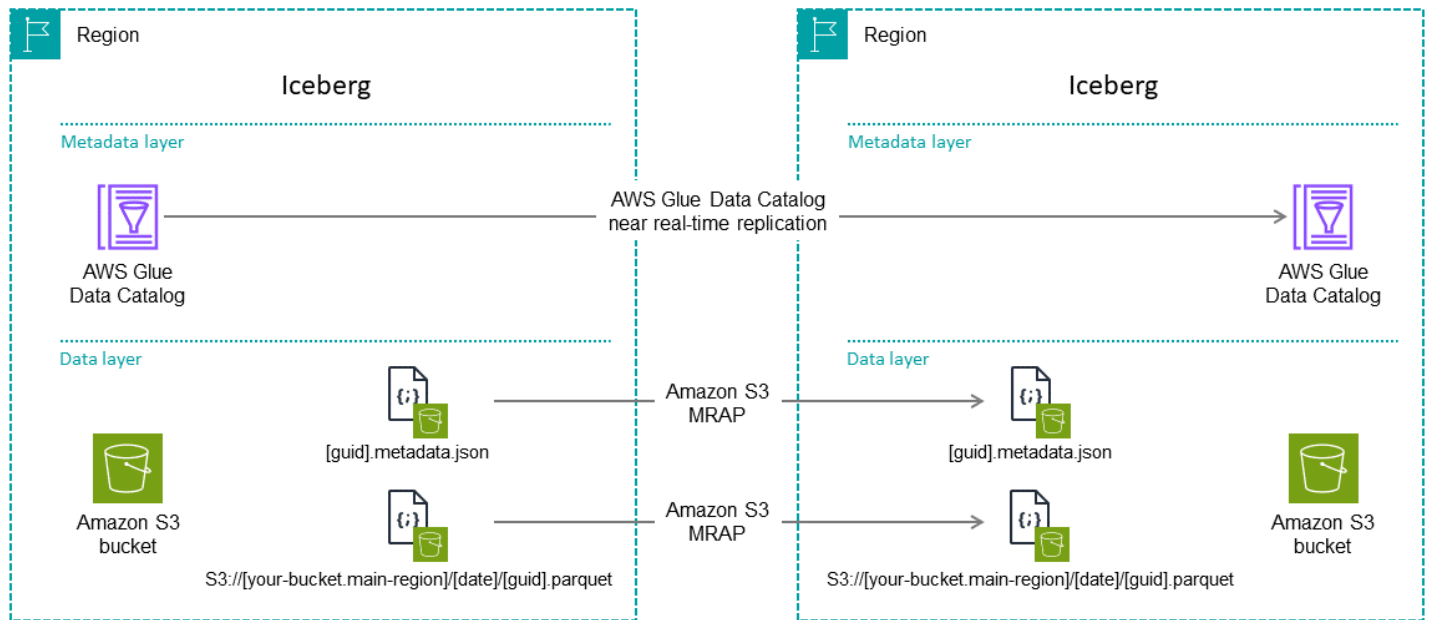 Region
Iceberg
Metadata layer
AWS Glue
Data Catalog
Data layer
{;}
[guid].metadata.json
Amazon S3
bucket
{;}
S3://[your-bucket.main-region]/[date]/[guid].parquet
AWS Glue Data Catalog
near real-time replication
Amazon S3
MRAP
Amazon S3
MRAP
Region
Iceberg
Metadata layer
AWS Glue
Data Catalog
Data layer
{;}
[guid].metadata.json
{;}
S3://[your-bucket.main-region]/[date]/[guid].parquet
Amazon S3
bucket